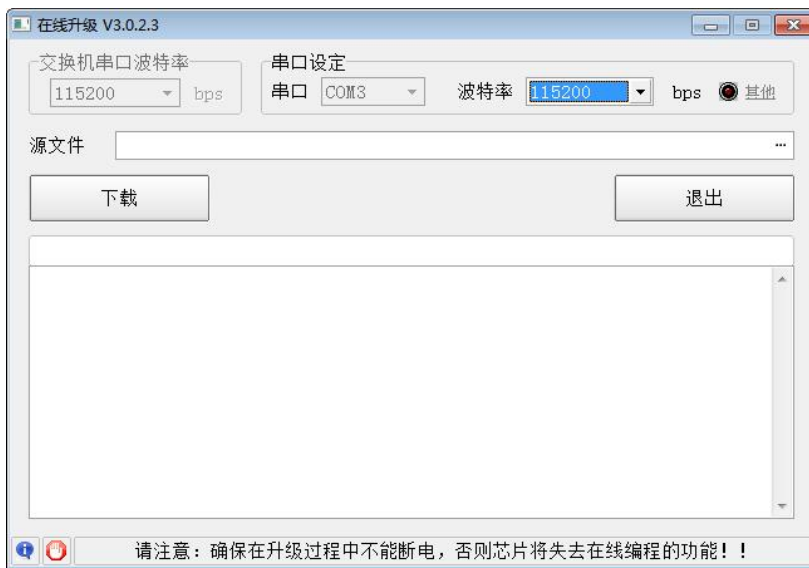 在线升级 V3.0.2.3
交换机串口波特率
115200 bps
串口设定
串口 COM3 波特率 115200 bps 其他
源文件 ...
下载 退出
请注意：确保在升级过程中不能断电，否则芯片将失去在线编程的功能！！